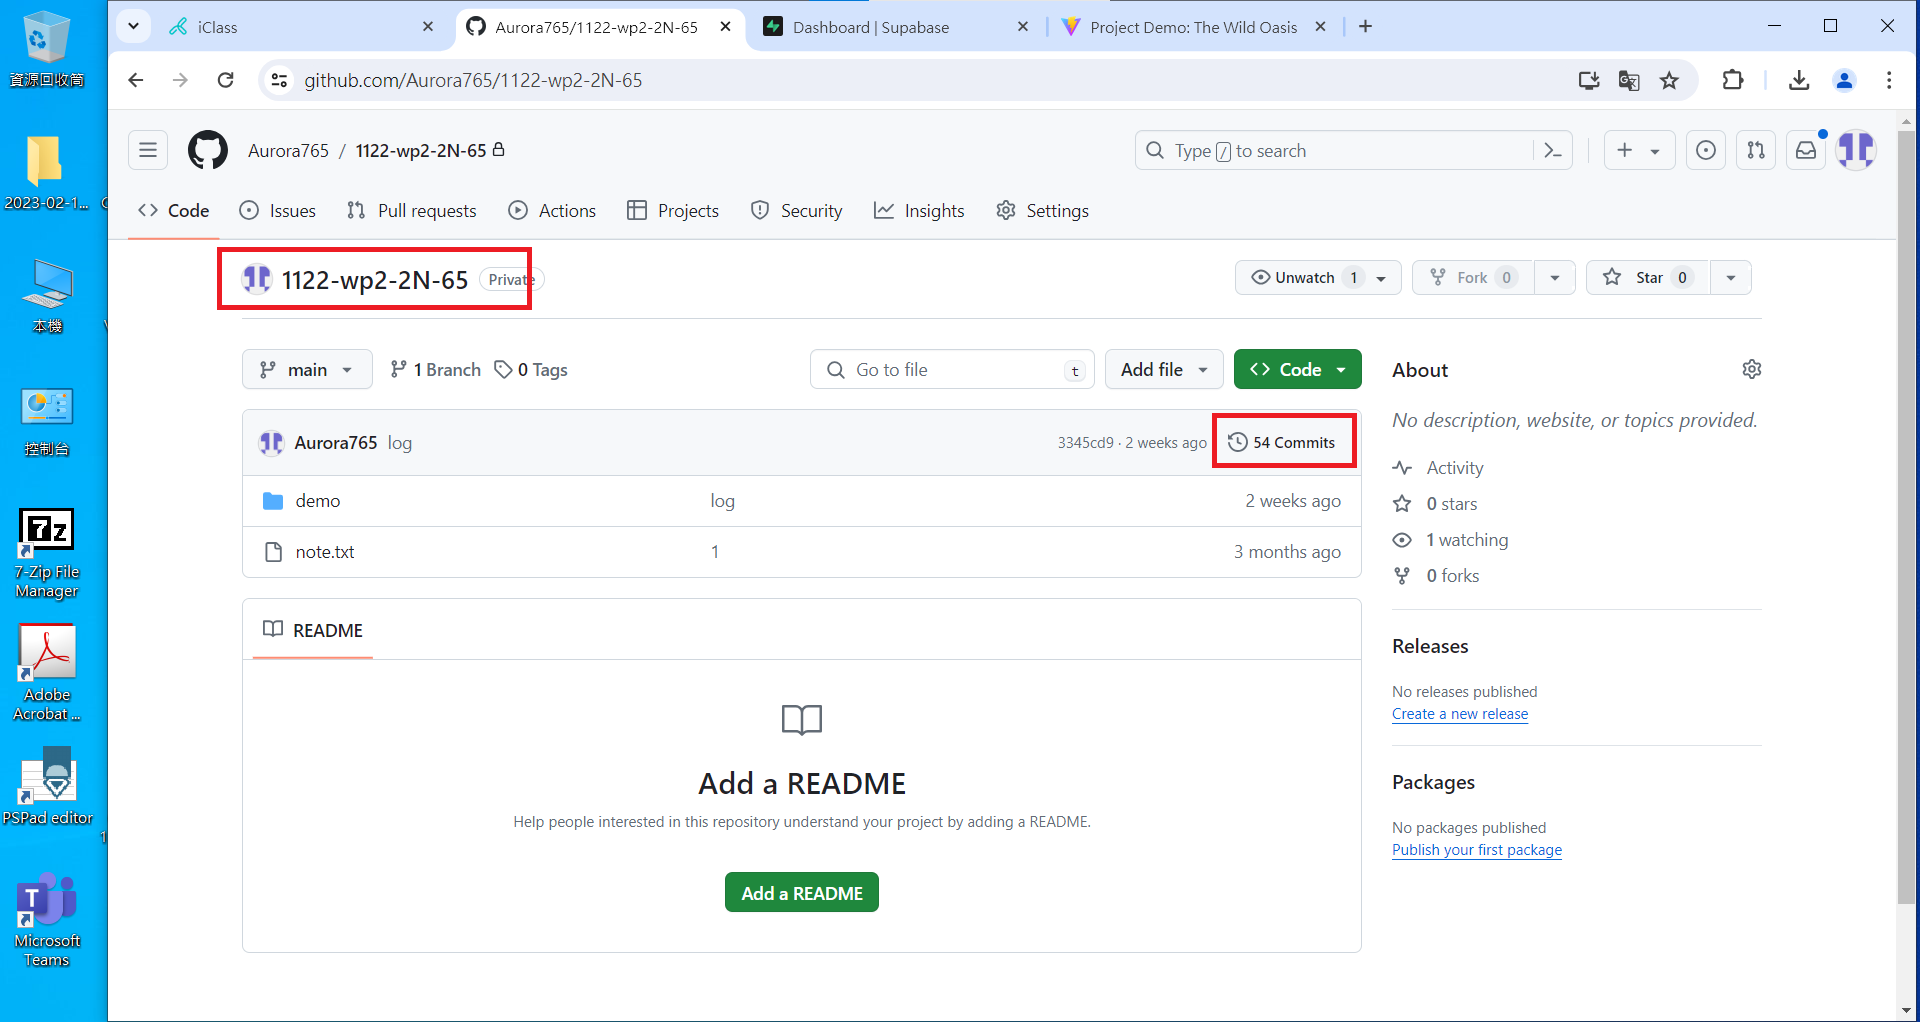 iClass
Aurora765/1122-wp2-2N-65
Dashboard | Supabase
Project Demo: The Wild Oasis
github.com/Aurora765/1122-wp2-2N-65
資源回收筒
2023-02-1...
本機
控制台
7-Zip File
Manager
Adobe
Acrobat ...
PSPad editor
Microsoft
Teams
Aurora765 / 1122-wp2-2N-65
Type / to search
Code Issues Pull requests Actions Projects Security Insights Settings
1122-wp2-2N-65 Private
Unwatch 1 Fork 0 Star 0
main 1 Branch 0 Tags Go to file t Add file Code
Aurora765 log 3345cd9 · 2 weeks ago 54 Commits
demo log 2 weeks ago
note.txt 1 3 months ago
README
Add a README
Help people interested in this repository understand your project by adding a README.
Add a README
About
No description, website, or topics provided.
Activity
0 stars
1 watching
0 forks
Releases
No releases published
Create a new release
Packages
No packages published
Publish your first package